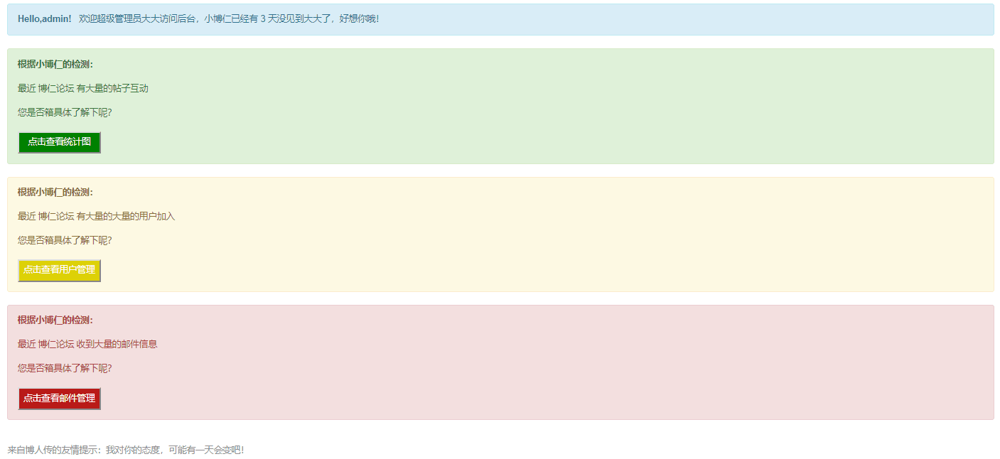 Hello,admin! 欢迎超级管理员大大访问后台，小博仁已经有 3 天没见到大大了，好想你哦!
根据小博仁的检测：
最近 博仁论坛 有大量的帖子互动
您是否箱具体了解下呢?
点击查看统计图
根据小博仁的检测：
最近 博仁论坛 有大量的大量的用户加入
您是否箱具体了解下呢?
点击查看用户管理
根据小博仁的检测：
最近 博仁论坛 收到大量的邮件信息
您是否箱具体了解下呢?
点击查看邮件管理
来自博人传的友情提示：我对你的态度，可能有一天会变吧!